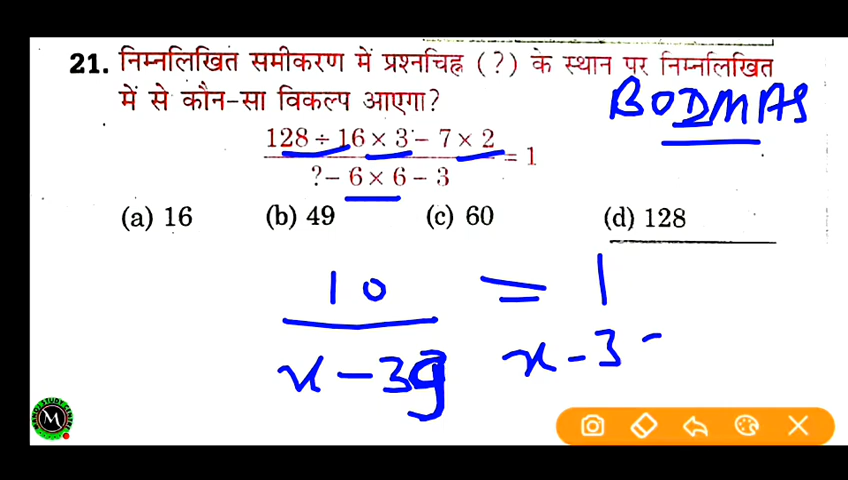 21. निम्नलिखित समीकरण में प्रश्नचिह्न (?) के स्थान पर निम्नलिखित
में से कौन-सा विकल्प आएगा?
BODMAS
128 ÷ 16 × 3 – 7 × 2
? – 6 × 6 – 3
= 1
(a) 16 (b) 49 (c) 60 (d) 128
10 = 1
x – 39 x – 3
M